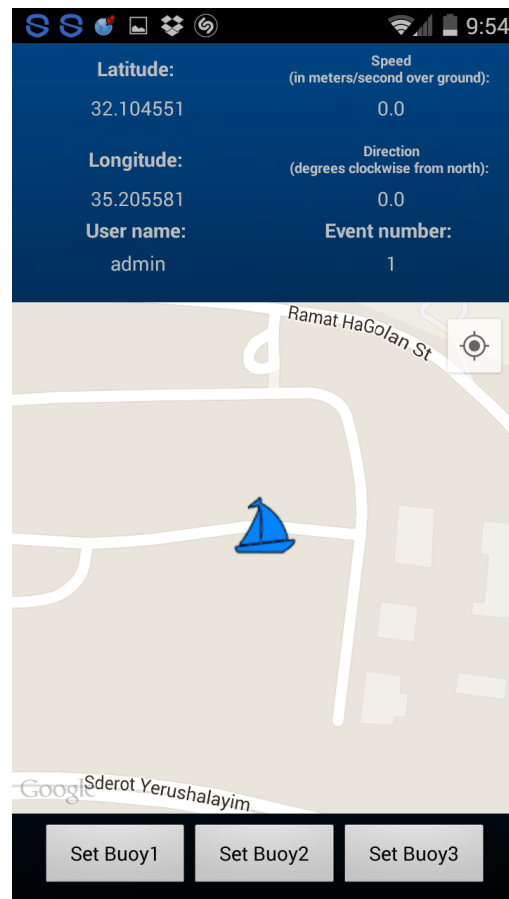 9:54
Latitude:
Speed
(in meters/second over ground):
32.104551
0.0
Longitude:
Direction
(degrees clockwise from north):
35.205581
0.0
User name:
Event number:
admin
1
Ramat HaGolan St
Google
Sderot Yerushalayim
Set Buoy1
Set Buoy2
Set Buoy3